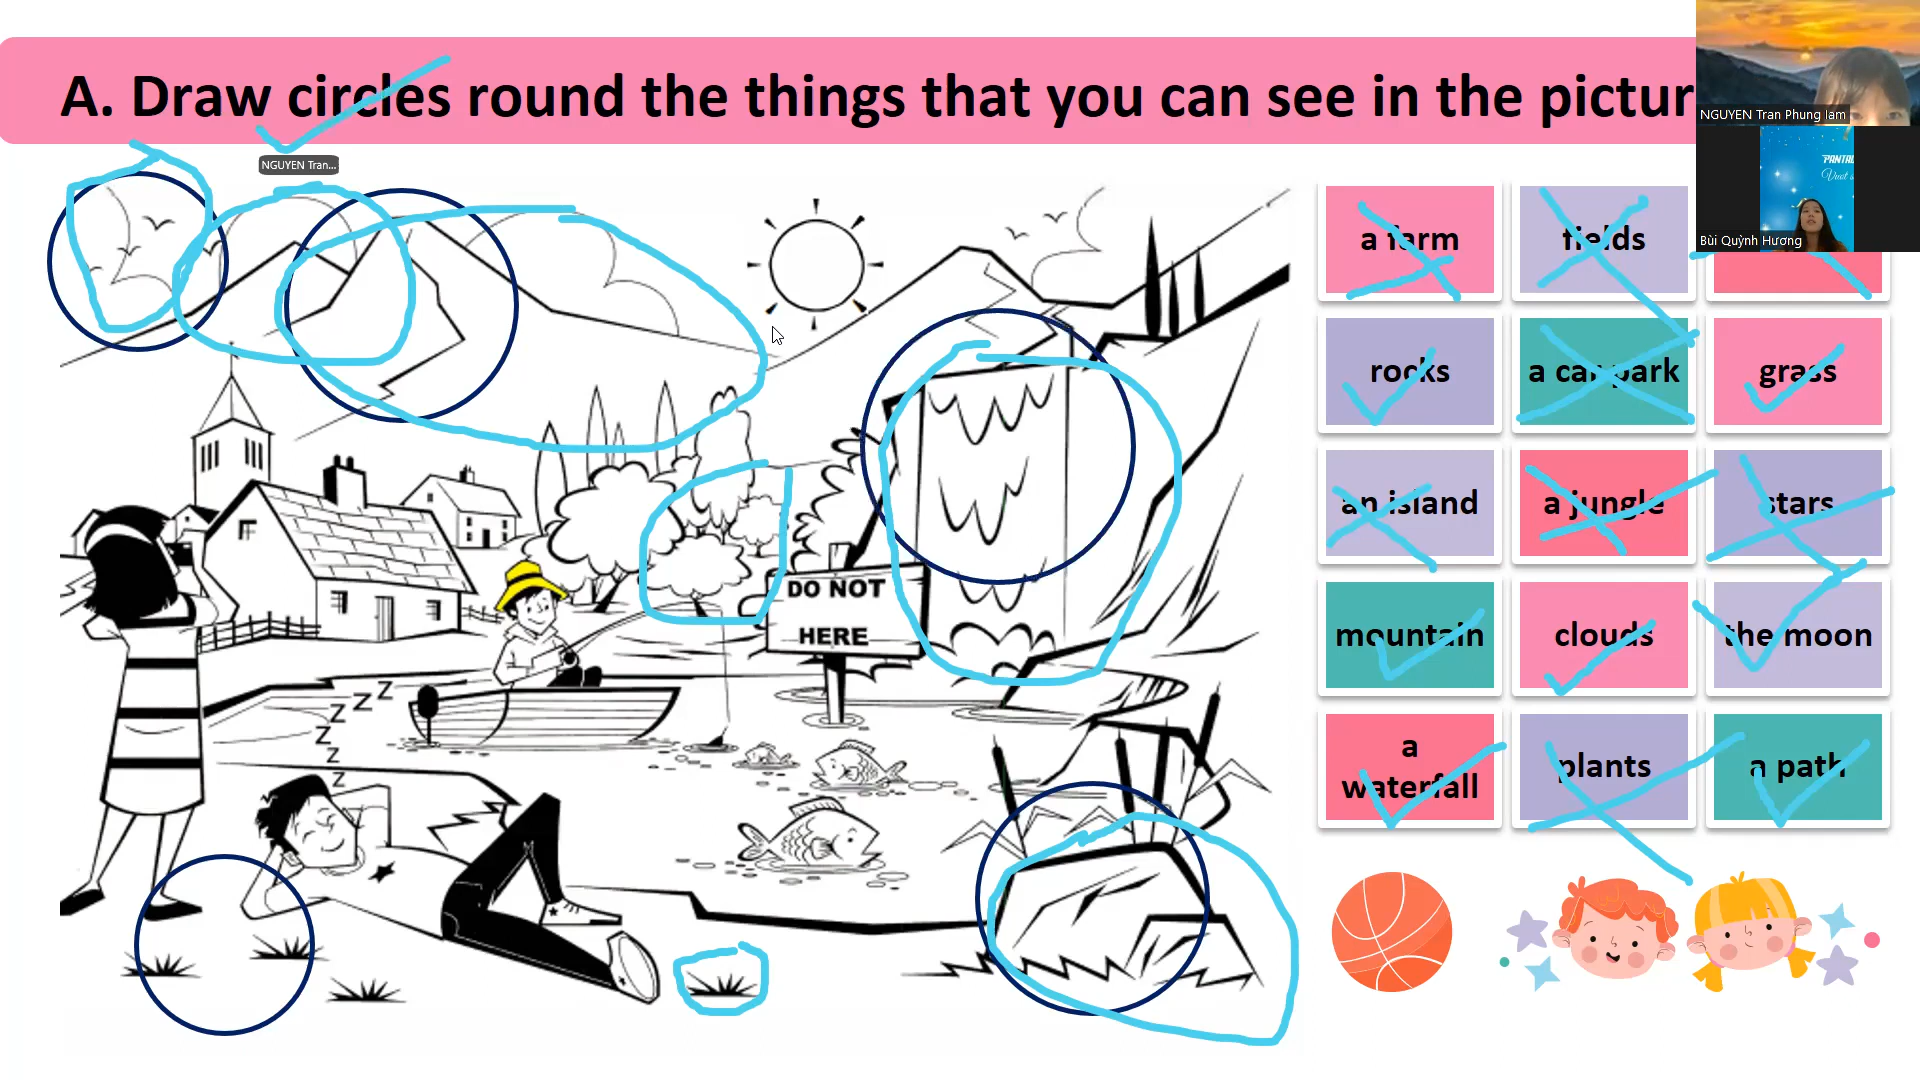 A. Draw circles round the things that you can see in the pictur
NGUYEN Tran Phung lam
PANTA
Vuot
Bùi Quỳnh Hương
NGUYEN Tran...
a farm
fields
rocks
a car park
grass
an island
a jungle
stars
mountain
clouds
the moon
a
waterfall
plants
a path
DO NOT
HERE
Z
Z
Z
Z
Z
Z